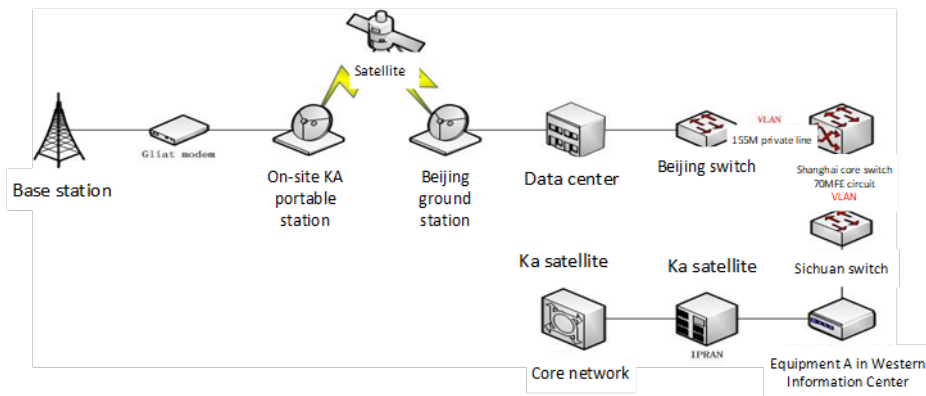 Satellite
Gliat modem
Base station
On-site KA
portable
station
Beijing
ground
station
Data center
VLAN
155M private line
Beijing switch
Shanghai core switch
70MFE circuit
VLAN
Sichuan switch
Ka satellite
Ka satellite
IPRAN
Core network
Equipment A in Western
Information Center